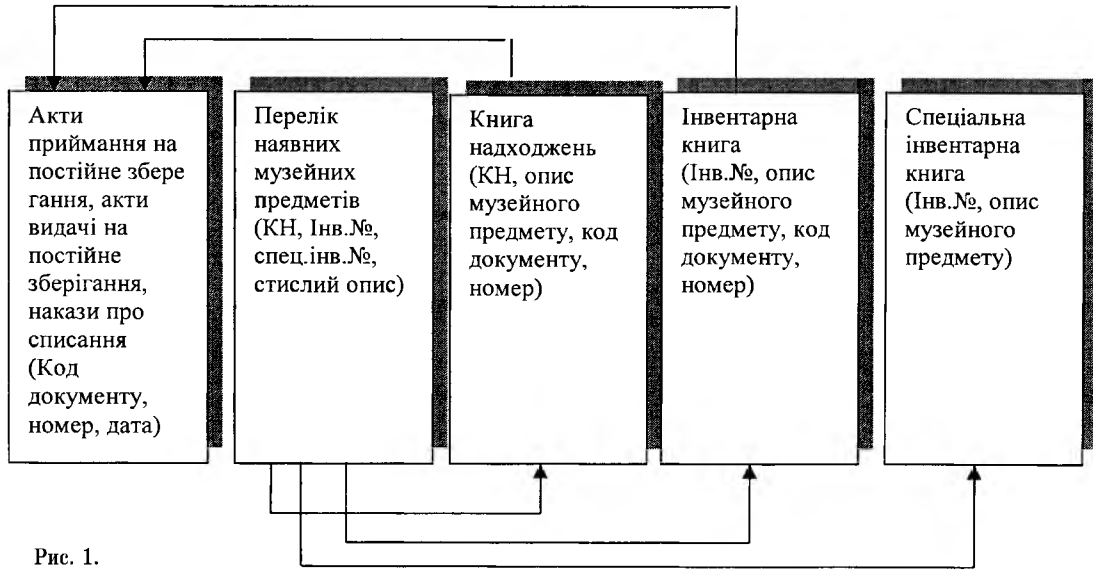 Акти
приймання на
постійне збере
гання, акти
видачі на
постійне
зберігання,
накази про
списання
(Код
документу,
номер, дата)
Перелік
наявних
музейних
предметів
(КН, Інв.№,
спец.інв.№,
стислий опис)
Книга
надходжень
(КН, опис
музейного
предмету, код
документу,
номер)
Інвентарна
книга
(Інв.№, опис
музейного
предмету, код
документу,
номер)
Спеціальна
інвентарна
книга
(Інв.№, опис
музейного
предмету)
Рис. 1.